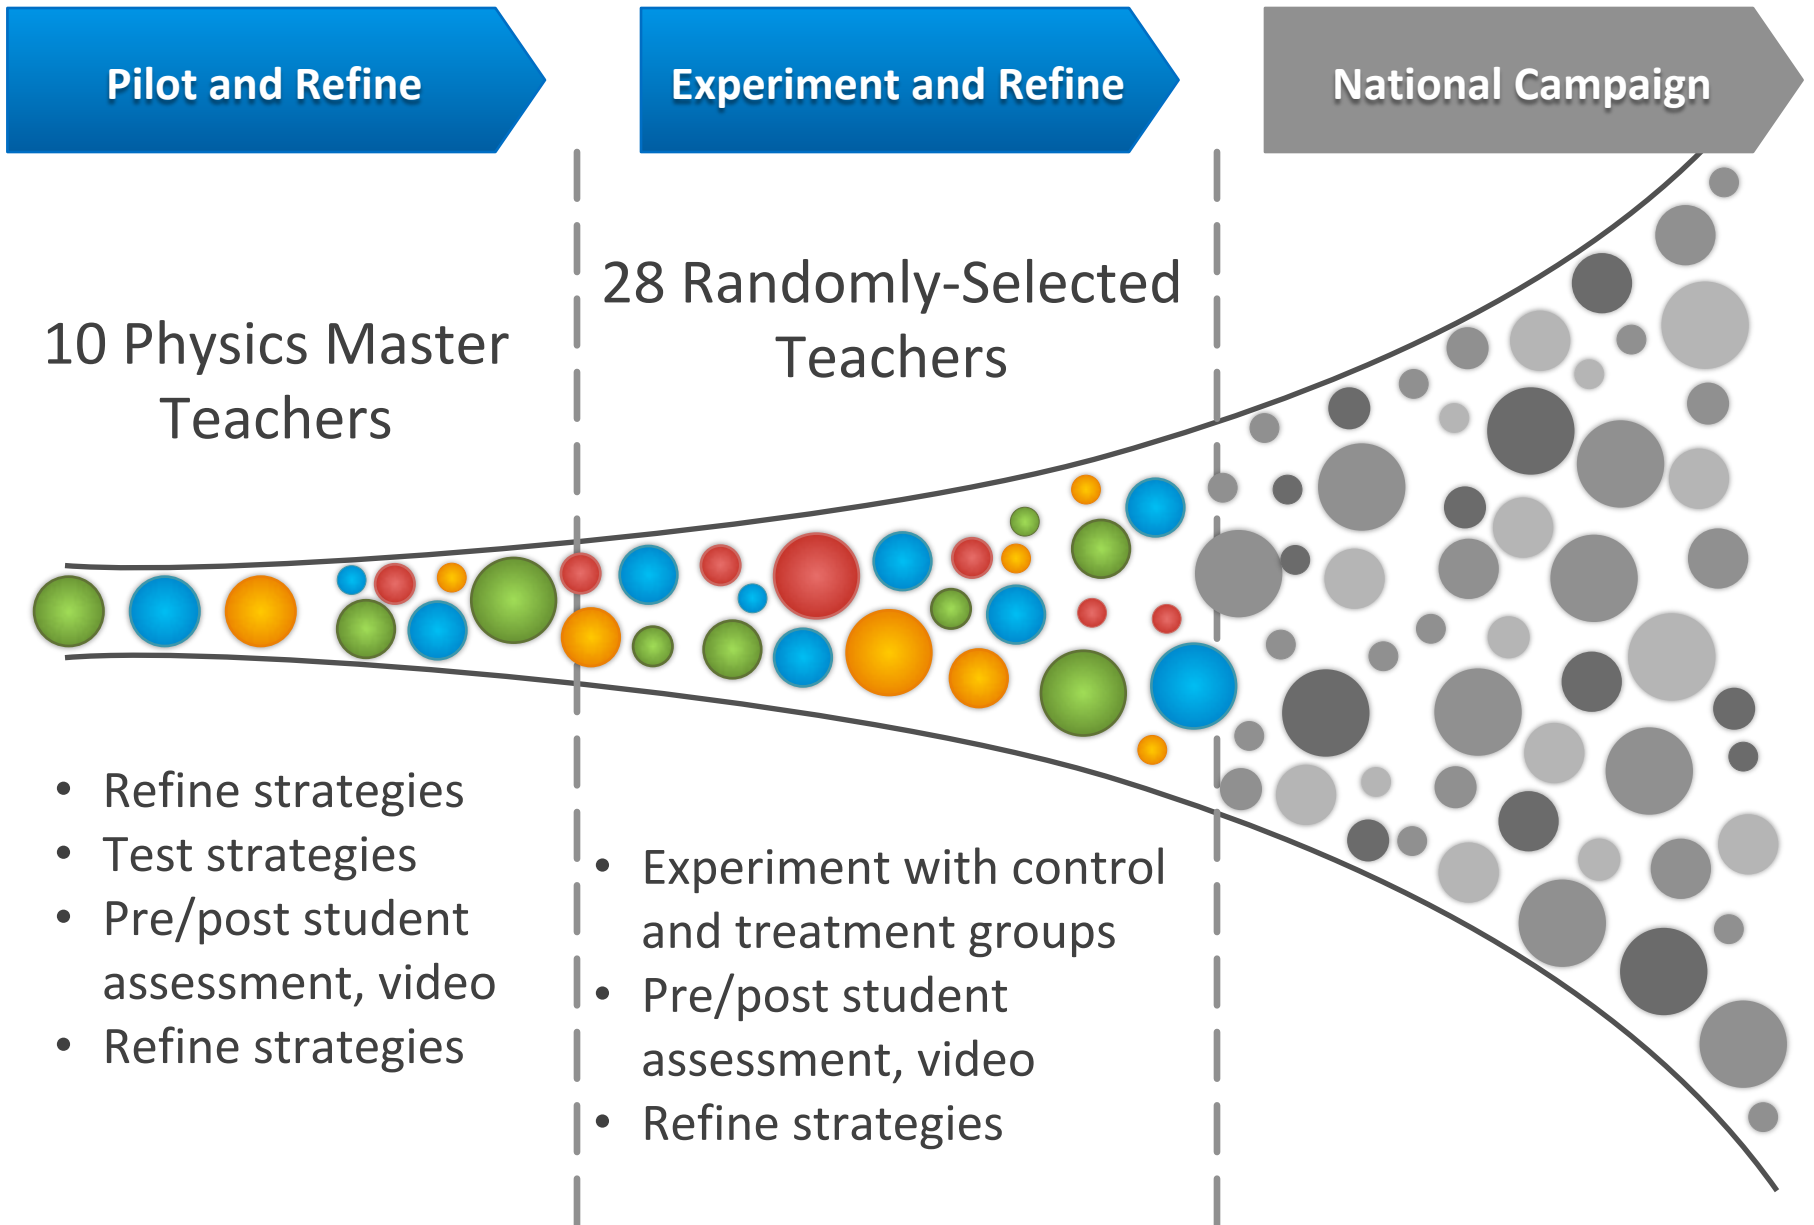 Pilot and Refine
Experiment and Refine
National Campaign
10 Physics Master
Teachers
28 Randomly-Selected
Teachers
• Refine strategies
• Test strategies
• Pre/post student
assessment, video
• Refine strategies
• Experiment with control
and treatment groups
• Pre/post student
assessment, video
• Refine strategies